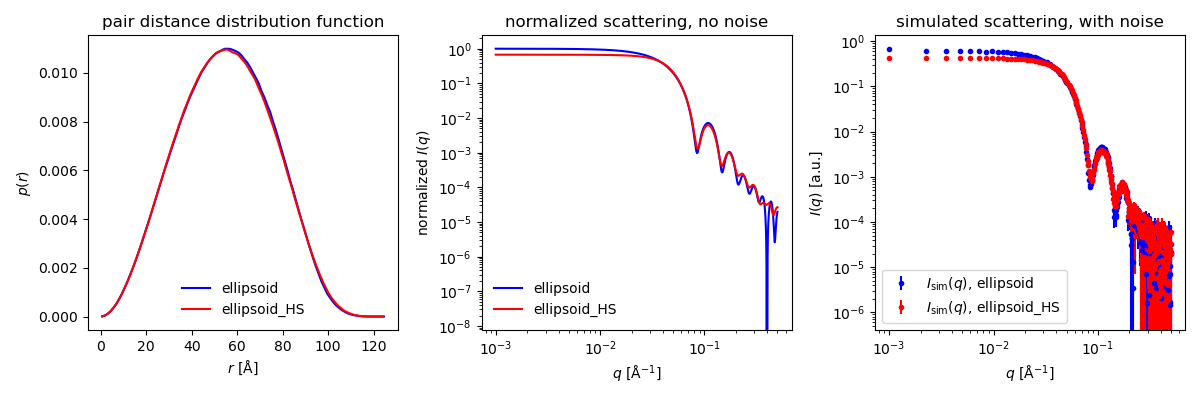 pair distance distribution function
p(r)
0.010
0.008
0.006
0.004
0.002
0.000
ellipsoid
ellipsoid_HS
0 20 40 60 80 100 120
r [Å]
normalized scattering, no noise
normalized I(q)
10⁰
10⁻¹
10⁻²
10⁻³
10⁻⁴
10⁻⁵
10⁻⁶
10⁻⁷
10⁻⁸
ellipsoid
ellipsoid_HS
10⁻³ 10⁻² 10⁻¹
q [Å⁻¹]
simulated scattering, with noise
I(q) [a.u.]
10⁰
10⁻¹
10⁻²
10⁻³
10⁻⁴
10⁻⁵
10⁻⁶
I_sim(q), ellipsoid
I_sim(q), ellipsoid_HS
10⁻³ 10⁻² 10⁻¹
q [Å⁻¹]